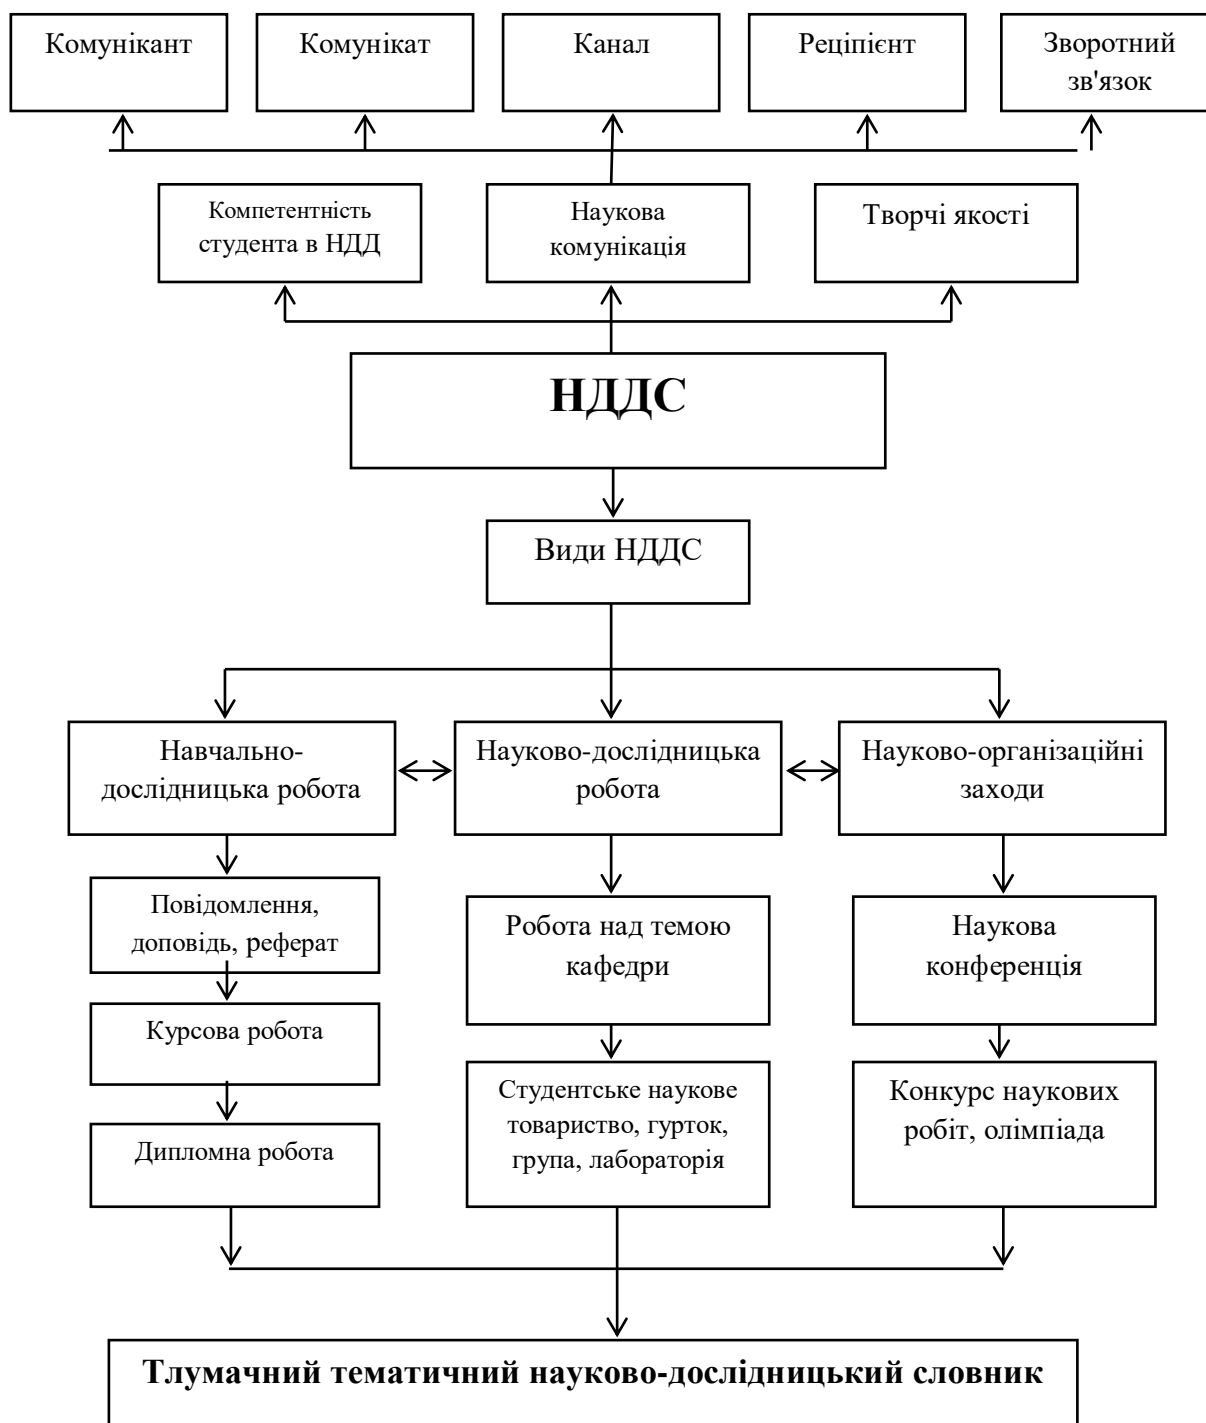 Комунікант
Комунікат
Канал
Реціпієнт
Зворотний
зв'язок
Компетентність
студента в НДД
Наукова
комунікація
Творчі якості
НДДС
Види НДДС
Навчально-
дослідницька робота
Науково-дослідницька
робота
Науково-організаційні
заходи
Повідомлення,
доповідь, реферат
Робота над темою
кафедри
Наукова
конференція
Курсова робота
Студентське наукове
товариство, гурток,
група, лабораторія
Конкурс наукових
робіт, олімпіада
Дипломна робота
Тлумачний тематичний науково-дослідницький словник